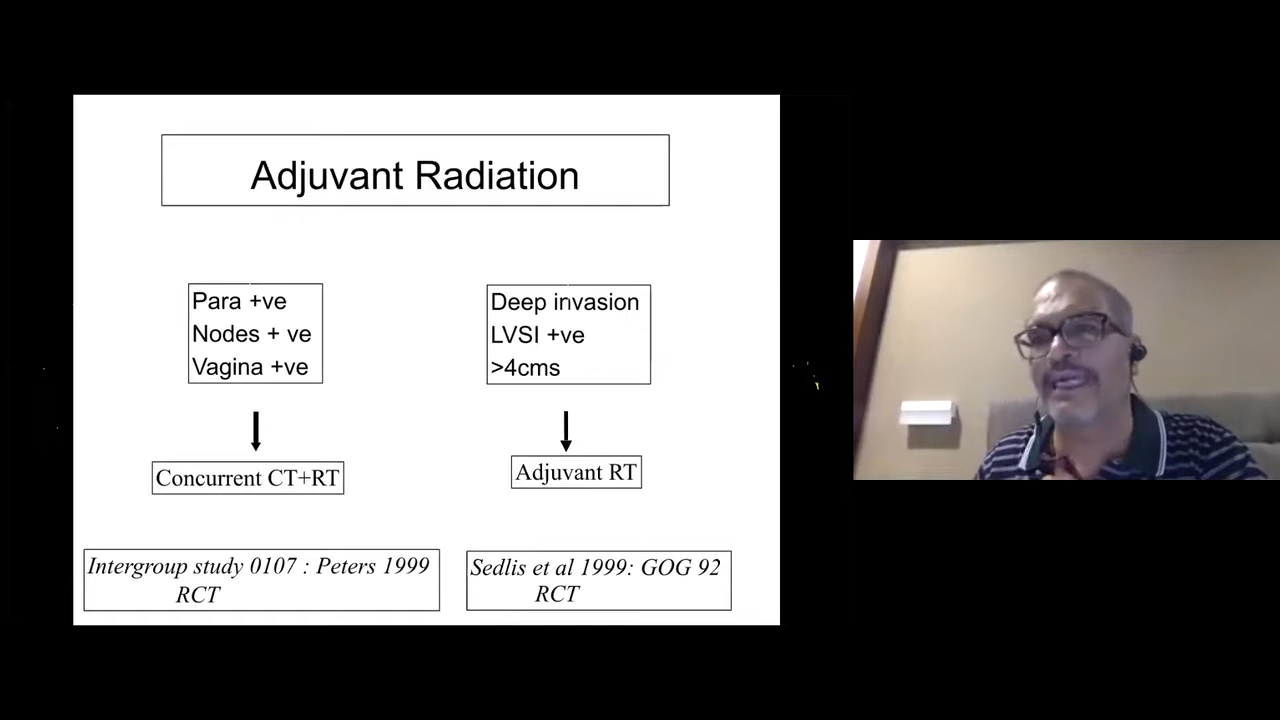 Adjuvant Radiation
Para +ve
Nodes + ve
Vagina +ve
Concurrent CT+RT
Intergroup study 0107 : Peters 1999
RCT
Deep invasion
LVSI +ve
>4cms
Adjuvant RT
Sedlis et al 1999: GOG 92
RCT